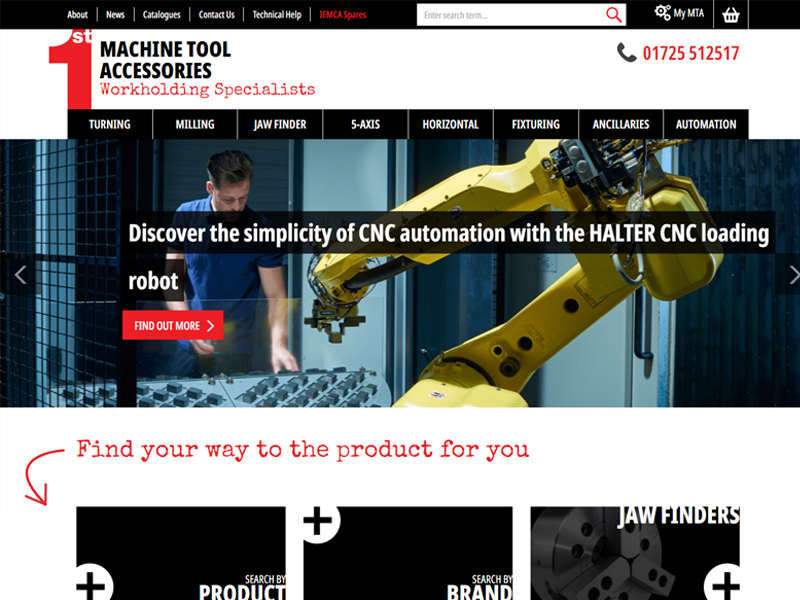 About
News
Catalogues
Contact Us
Technical Help
IEMCA Spares
Enter search term...
My MTA
1st
MACHINE TOOL
ACCESSORIES
Workholding Specialists
01725 512517
TURNING
MILLING
JAW FINDER
5-AXIS
HORIZONTAL
FIXTURING
ANCILLARIES
AUTOMATION
Discover the simplicity of CNC automation with the HALTER CNC loading
robot
FIND OUT MORE
Find your way to the product for you
SEARCH BY
PRODUCT
SEARCH BY
BRAND
JAW FINDERS